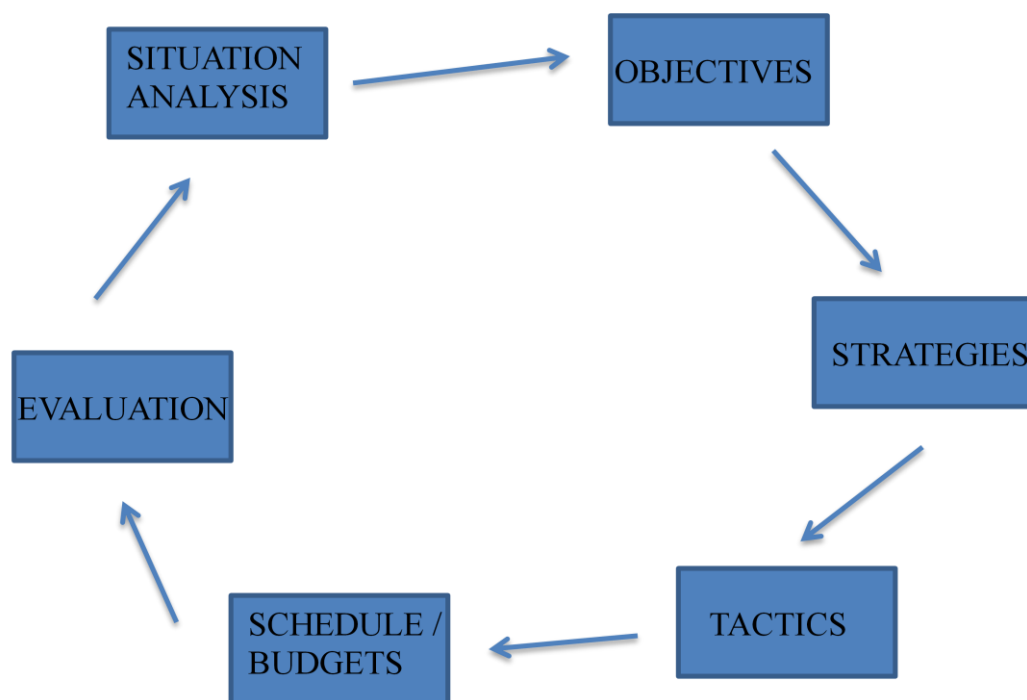 SITUATION
ANALYSIS
OBJECTIVES
STRATEGIES
TACTICS
SCHEDULE /
BUDGETS
EVALUATION